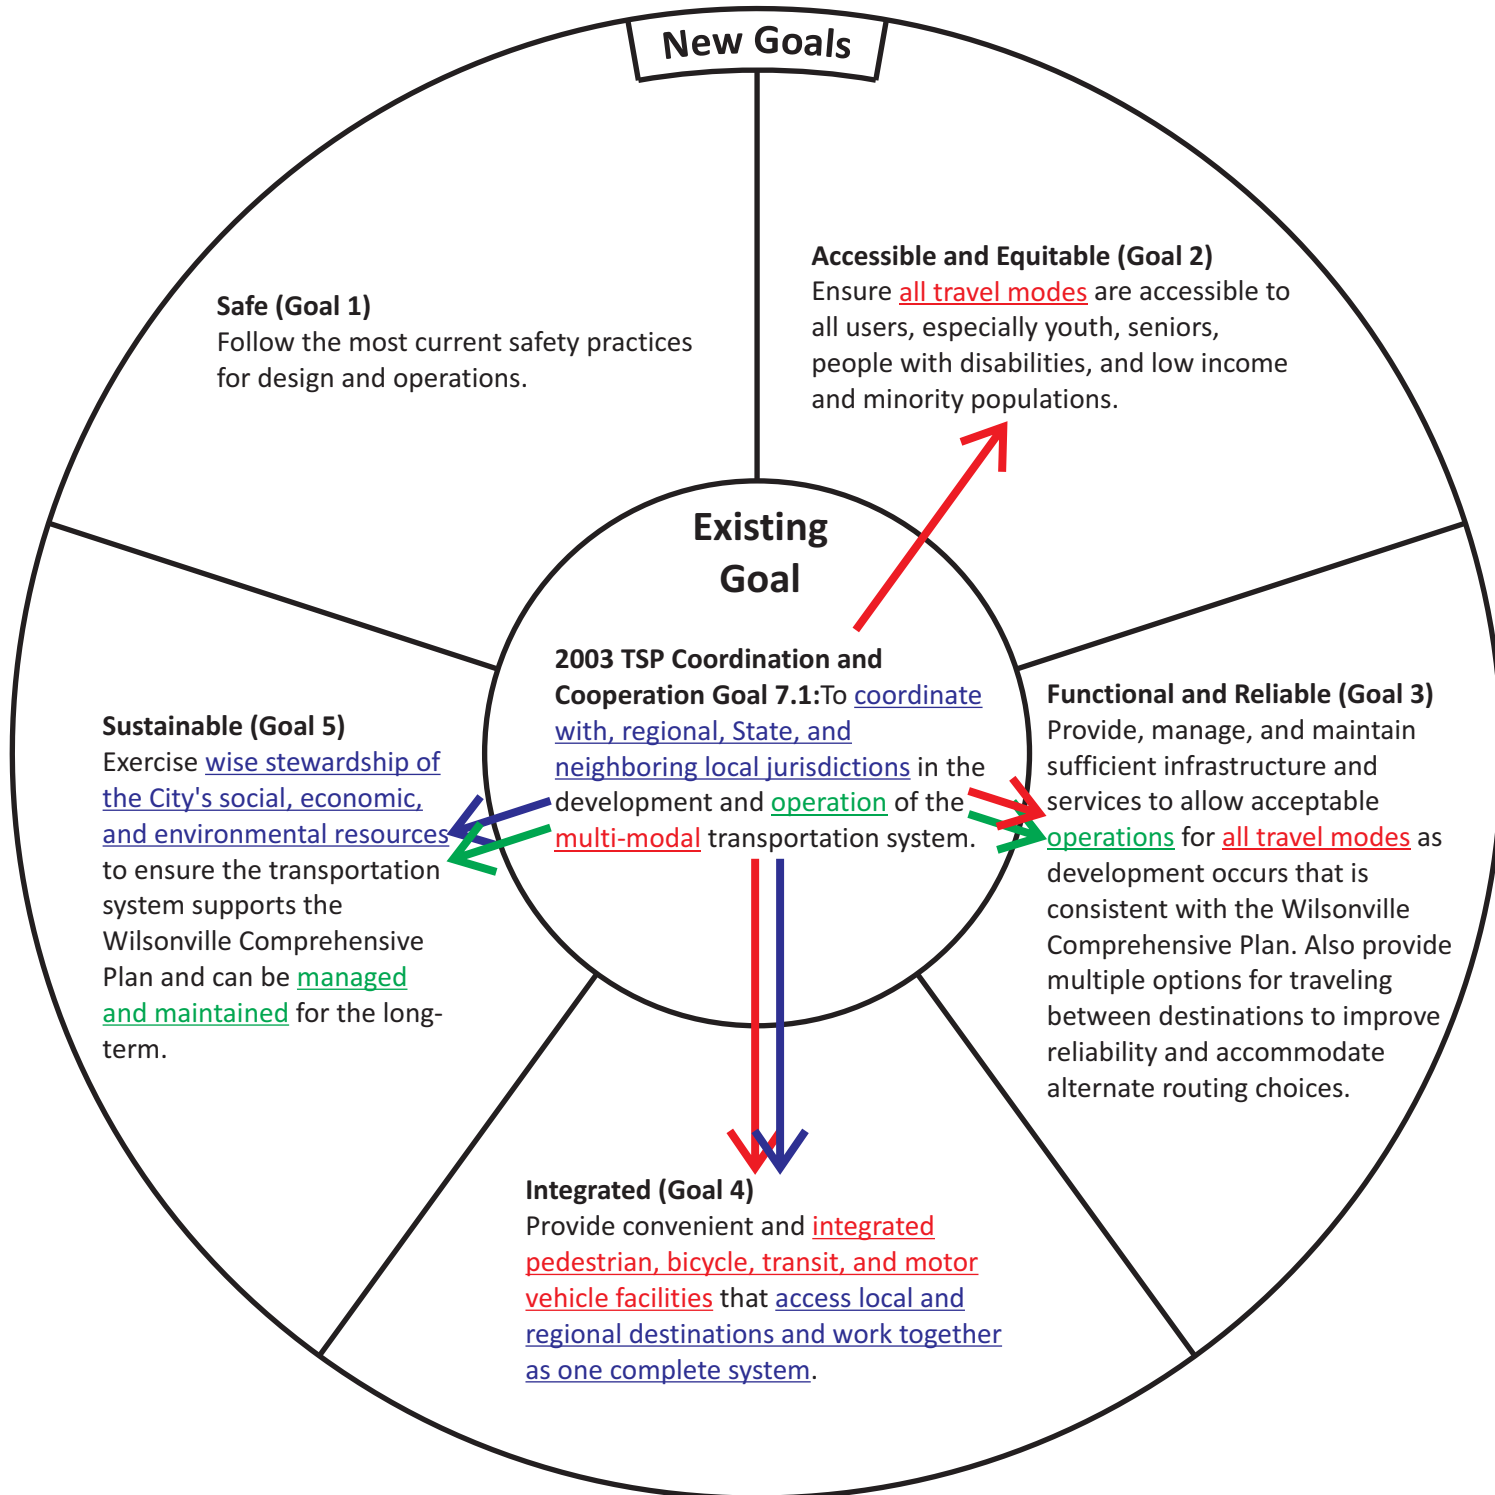 New Goals
Safe (Goal 1)
Follow the most current safety practices
for design and operations.
Accessible and Equitable (Goal 2)
Ensure all travel modes are accessible to
all users, especially youth, seniors,
people with disabilities, and low income
and minority populations.
Existing
Goal
2003 TSP Coordination and
Cooperation Goal 7.1:To coordinate
with, regional, State, and
neighboring local jurisdictions in the
development and operation of the
multi-modal transportation system.
Functional and Reliable (Goal 3)
Provide, manage, and maintain
sufficient infrastructure and
services to allow acceptable
operations for all travel modes as
development occurs that is
consistent with the Wilsonville
Comprehensive Plan. Also provide
multiple options for traveling
between destinations to improve
reliability and accommodate
alternate routing choices.
Integrated (Goal 4)
Provide convenient and integrated
pedestrian, bicycle, transit, and motor
vehicle facilities that access local and
regional destinations and work together
as one complete system.
Sustainable (Goal 5)
Exercise wise stewardship of
the City's social, economic,
and environmental resources
to ensure the transportation
system supports the
Wilsonville Comprehensive
Plan and can be managed
and maintained for the long-
term.